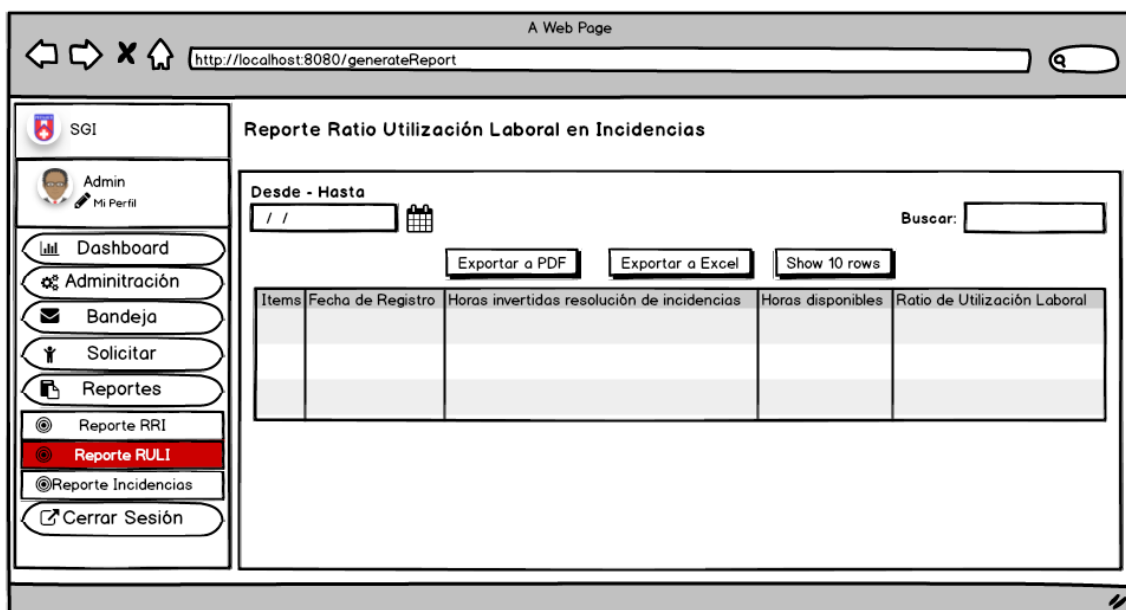 A Web Page
http://localhost:8080/generateReport
SGI
Admin
Mi Perfil
Dashboard
Adminitración
Bandeja
Solicitar
Reportes
Reporte RRI
Reporte RULI
Reporte Incidencias
Cerrar Sesión
Reporte Ratio Utilización Laboral en Incidencias
Desde - Hasta
/ /
Buscar:
Exportar a PDF Exportar a Excel Show 10 rows
Items Fecha de Registro Horas invertidas resolución de incidencias Horas disponibles Ratio de Utilización Laboral